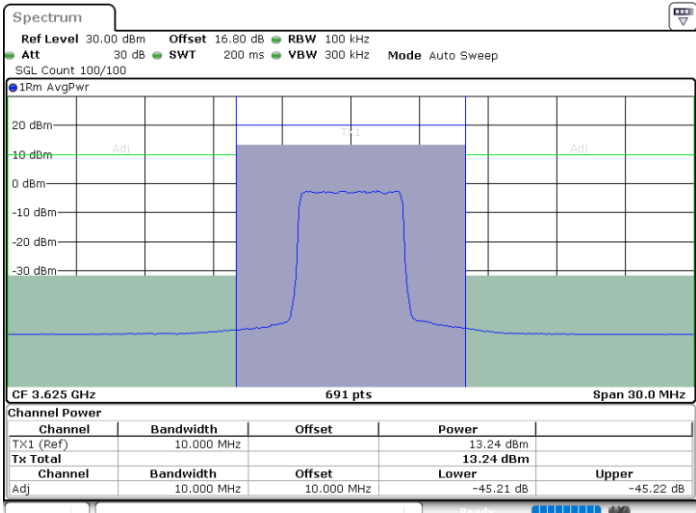 Spectrum
Ref Level 30.00 dBm Offset 16.80 dB RBW 100 kHz
Att 30 dB SWT 200 ms VBW 300 kHz Mode Auto Sweep
SGL Count 100/100
1Rm AvgPwr
20 dBm
TX1
Adj Adj
10 dBm
0 dBm
-10 dBm
-20 dBm
-30 dBm
CF 3.625 GHz 691 pts Span 30.0 MHz
Channel Power
Channel Bandwidth Offset Power
TX1 (Ref) 10.000 MHz 13.24 dBm
Tx Total 13.24 dBm
Channel Bandwidth Offset Lower Upper
Adj 10.000 MHz 10.000 MHz -45.21 dB -45.22 dB